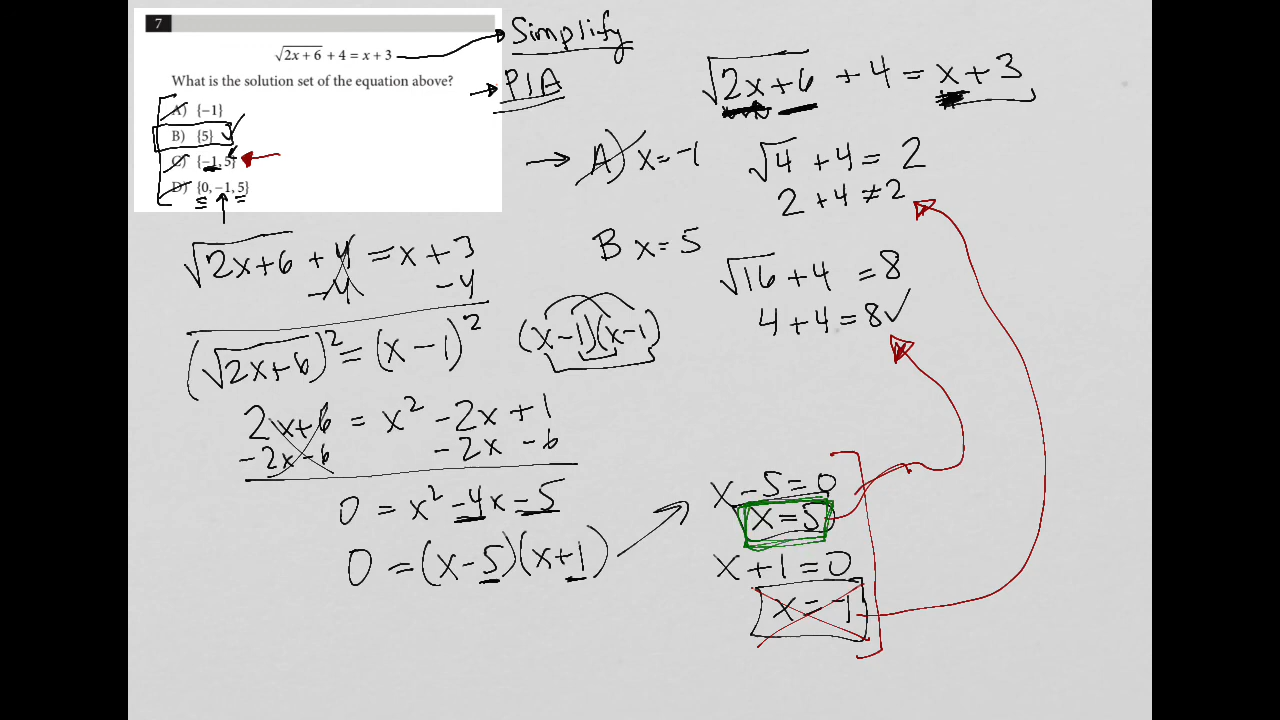 7
√2x+6 + 4 = x + 3
What is the solution set of the equation above?
A) {−1}
B) {5} ✓
C) {−1, 5}
D) {0, −1, 5}
Simplify
PIA
√2x+6 + 4 = x+3
A) x=-1
√4 + 4 = 2
2 + 4 ≠ 2
B x=5
√16 + 4 = 8
4 + 4 = 8 ✓
√2x+6 + 4 = x + 3
-4 -4
(√2x+6)² = (x-1)²
(x-1)(x-1)
2x+6 = x² -2x +1
-2x -6 -2x -6
0 = x² -4x -5
0 = (x-5)(x+1)
x-5=0
x=5
x+1=0
x=-1